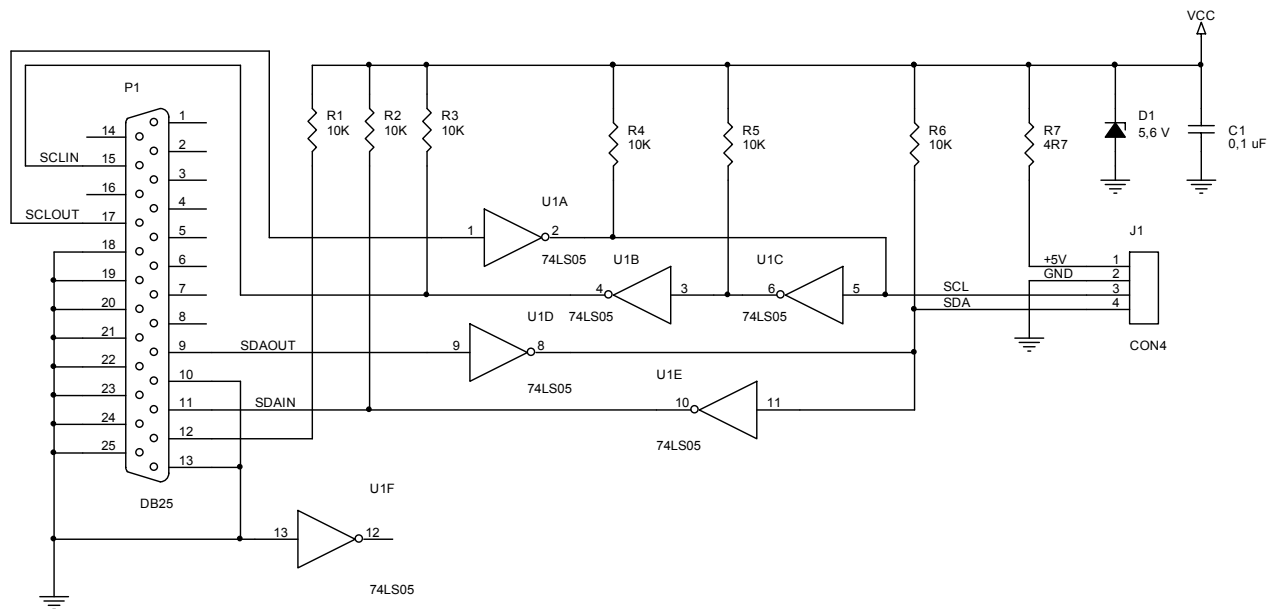 VCC
P1
R1
10K
R2
10K
R3
10K
R4
10K
R5
10K
R6
10K
R7
4R7
D1
5,6 V
C1
0,1 uF
14
15
16
17
18
19
20
21
22
23
24
25
1
2
3
4
5
6
7
8
9
10
11
12
13
SCLIN
SCLOUT
SDAOUT
SDAIN
DB25
U1A
1
2
74LS05
U1B
4
3
74LS05
U1C
6
5
74LS05
U1D
9
8
74LS05
U1E
10
11
74LS05
U1F
13
12
74LS05
J1
+5V
1
GND
2
SCL
3
SDA
4
CON4